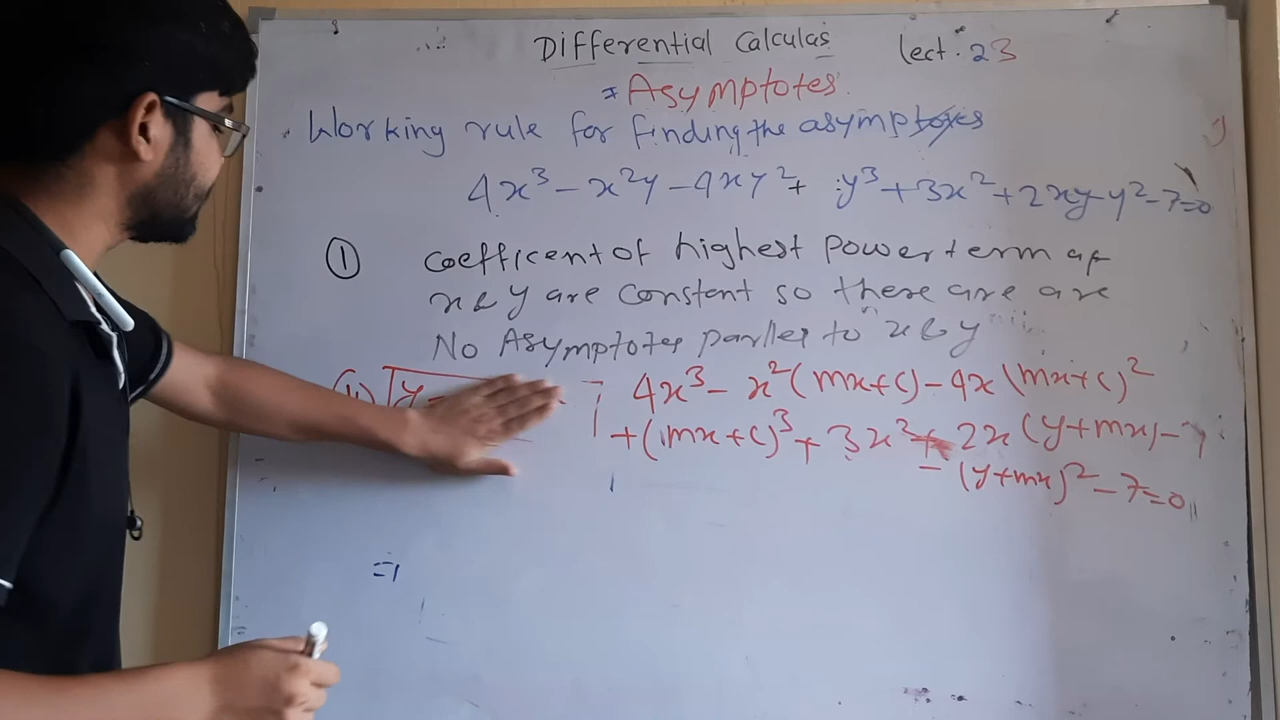 Differential Calculas Lect. 23
Asymptotes.
Working rule for finding the asymptotes
4x³ - x²y - 4xy² + y³ + 3x² + 2xy - y² - 7 = 0
① Coefficent of highest power term of
x & y are constant so there are are
No Asymptotes parllel to x & y
4x³ - x²(mx+c) - 4x(mx+c)²
+ (mx+c)³ + 3x² + 2x(y+mx) -
- (y+mx)² - 7 = 0
⇒